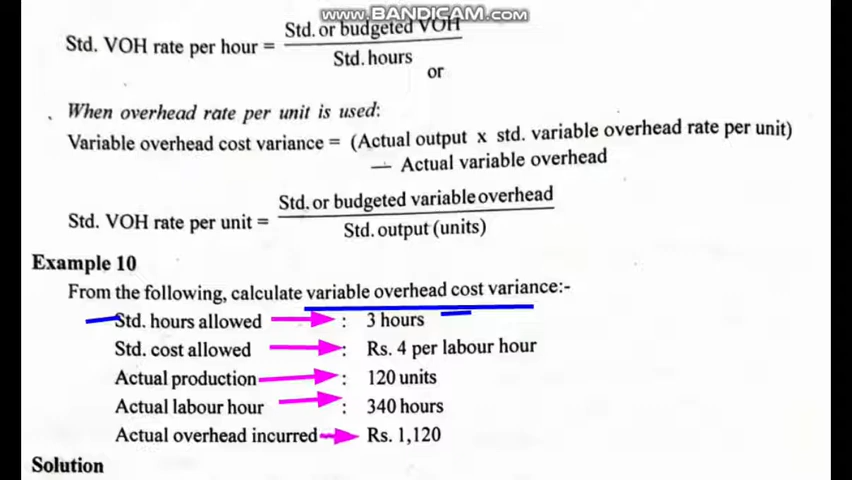 www.BANDICAM.com
Std. or budgeted VOH
Std. VOH rate per hour =
Std. hours
or
When overhead rate per unit is used:
Variable overhead cost variance = (Actual output x std. variable overhead rate per unit)
— Actual variable overhead
Std. or budgeted variable overhead
Std. VOH rate per unit =
Std. output (units)
Example 10
From the following, calculate variable overhead cost variance:-
Std. hours allowed : 3 hours
Std. cost allowed : Rs. 4 per labour hour
Actual production : 120 units
Actual labour hour : 340 hours
Actual overhead incurred Rs. 1,120
Solution